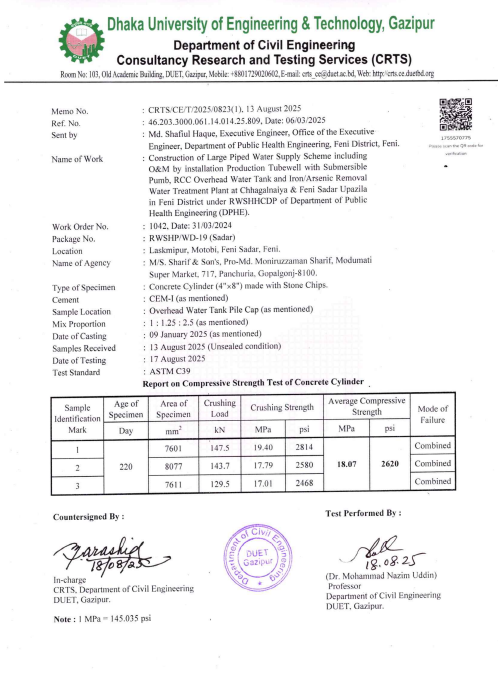 Dhaka University of Engineering & Technology, Gazipur
Department of Civil Engineering
Consultancy Research and Testing Services (CRTS)
Room No: 103, Old Academic Building, DUET, Gazipur, Mobile: +8801729020602, E-mail: crts_ce@duet.ac.bd, Web: http//crts.ce.duetbd.org
Memo No. : CRTS/CE/T/2025/0823(1), 13 August 2025
Ref. No. : 46.203.3000.061.14.014.25.809, Date: 06/03/2025
1755570775
Please scan the QR code for
verification
Sent by : Md. Shafiul Haque, Executive Engineer, Office of the Executive
Engineer, Department of Public Health Engineering, Feni District, Feni.
Name of Work : Construction of Large Piped Water Supply Scheme including
O&M by installation Production Tubewell with Submersible
Pumb, RCC Overhead Water Tank and Iron/Arsenic Removal
Water Treatment Plant at Chhagalnaiya & Feni Sadar Upazila
in Feni District under RWSHHCDP of Department of Public
Health Engineering (DPHE).
Work Order No. : 1042, Date: 31/03/2024
Package No. : RWSHP/WD-19 (Sadar)
Location : Laskmipur, Motobi, Feni Sadar, Feni.
Name of Agency : M/S. Sharif & Son's, Pro-Md. Moniruzzaman Sharif, Modumati
Super Market, 717, Panchuria, Gopalgonj-8100.
Type of Specimen : Concrete Cylinder (4"×8") made with Stone Chips.
Cement : CEM-I (as mentioned)
Sample Location : Overhead Water Tank Pile Cap (as mentioned)
Mix Proportion : 1 : 1.25 : 2.5 (as mentioned)
Date of Casting : 09 January 2025 (as mentioned)
Samples Received : 13 August 2025 (Unsealed condition)
Date of Testing : 17 August 2025
Test Standard : ASTM C39
Report on Compressive Strength Test of Concrete Cylinder
Sample Identification Mark Age of Specimen Area of Specimen Crushing Load Crushing Strength Average Compressive Strength Mode of Failure
Day mm² kN MPa psi MPa psi
1 7601 147.5 19.40 2814 Combined
2 220 8077 143.7 17.79 2580 18.07 2620 Combined
3 7611 129.5 17.01 2468 Combined
Countersigned By :
Test Performed By :
Department of Civil Engineering
DUET
Gazipur
18/08/25
18.08.25
In-charge
CRTS, Department of Civil Engineering
DUET, Gazipur.
(Dr. Mohammad Nazim Uddin)
Professor
Department of Civil Engineering
DUET, Gazipur.
Note : 1 MPa = 145.035 psi